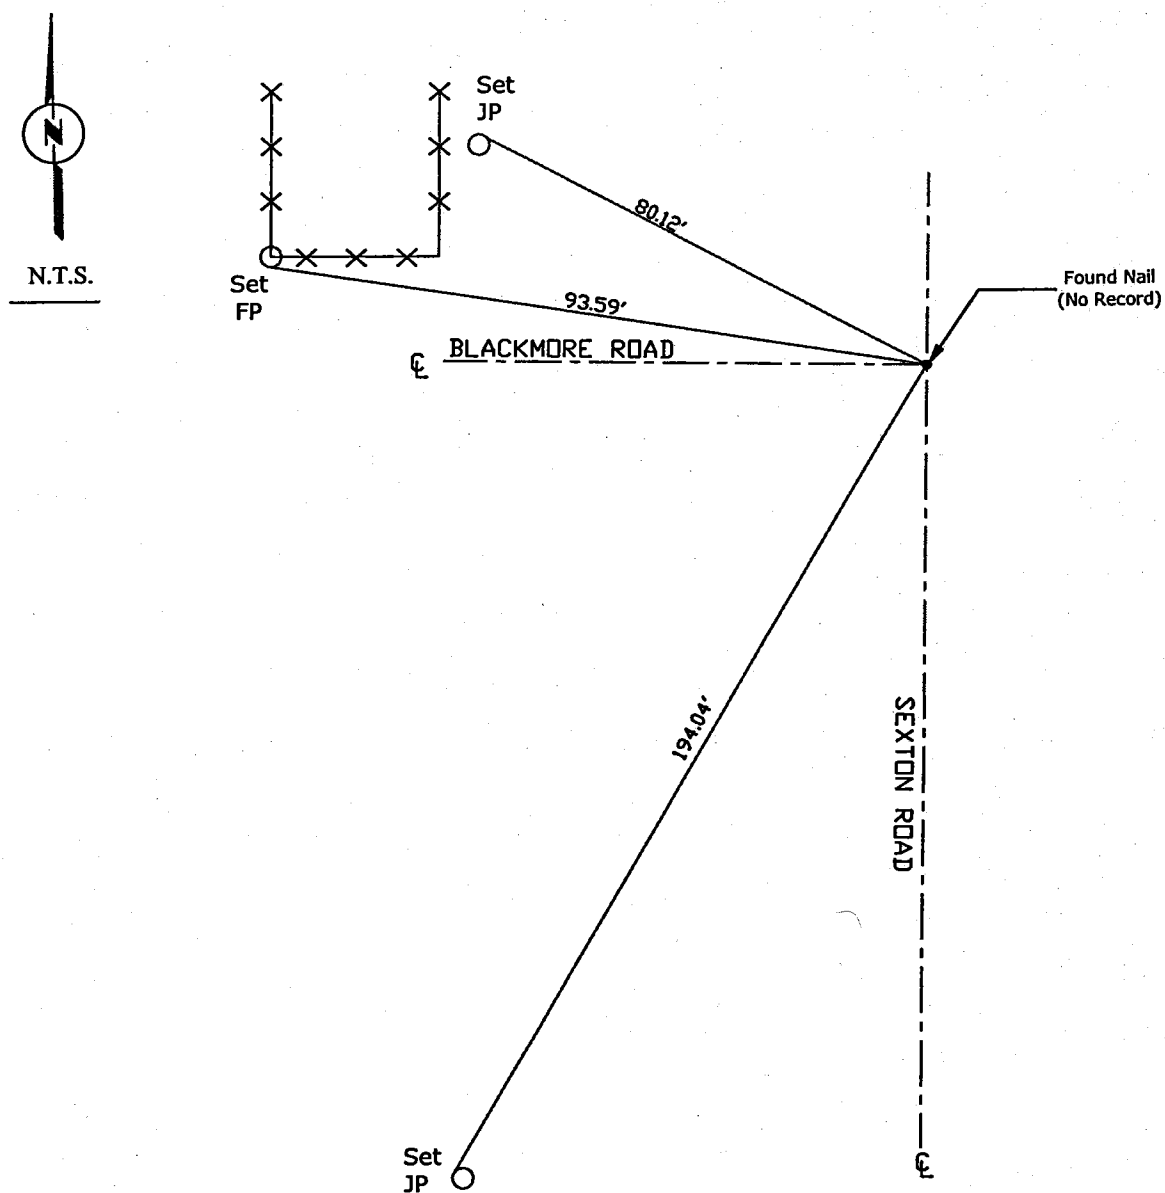 N
N.T.S.
Set
JP
80.12'
Set
FP
93.59'
Found Nail
(No Record)
℄ BLACKMORE ROAD
194.04'
SEXTON ROAD
℄
Set
JP